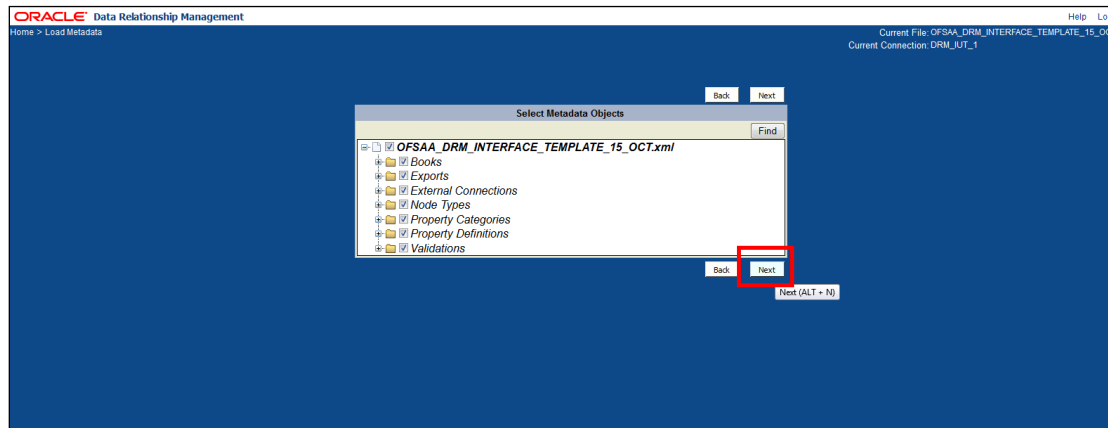 ORACLE Data Relationship Management
Help Lo
Home > Load Metadata
Current File: OFSAA_DRM_INTERFACE_TEMPLATE_15_OC
Current Connection: DRM_IUT_1
Back Next
Select Metadata Objects
Find
OFSAA_DRM_INTERFACE_TEMPLATE_15_OCT.xml
Books
Exports
External Connections
Node Types
Property Categories
Property Definitions
Validations
Back Next
Next (ALT + N)